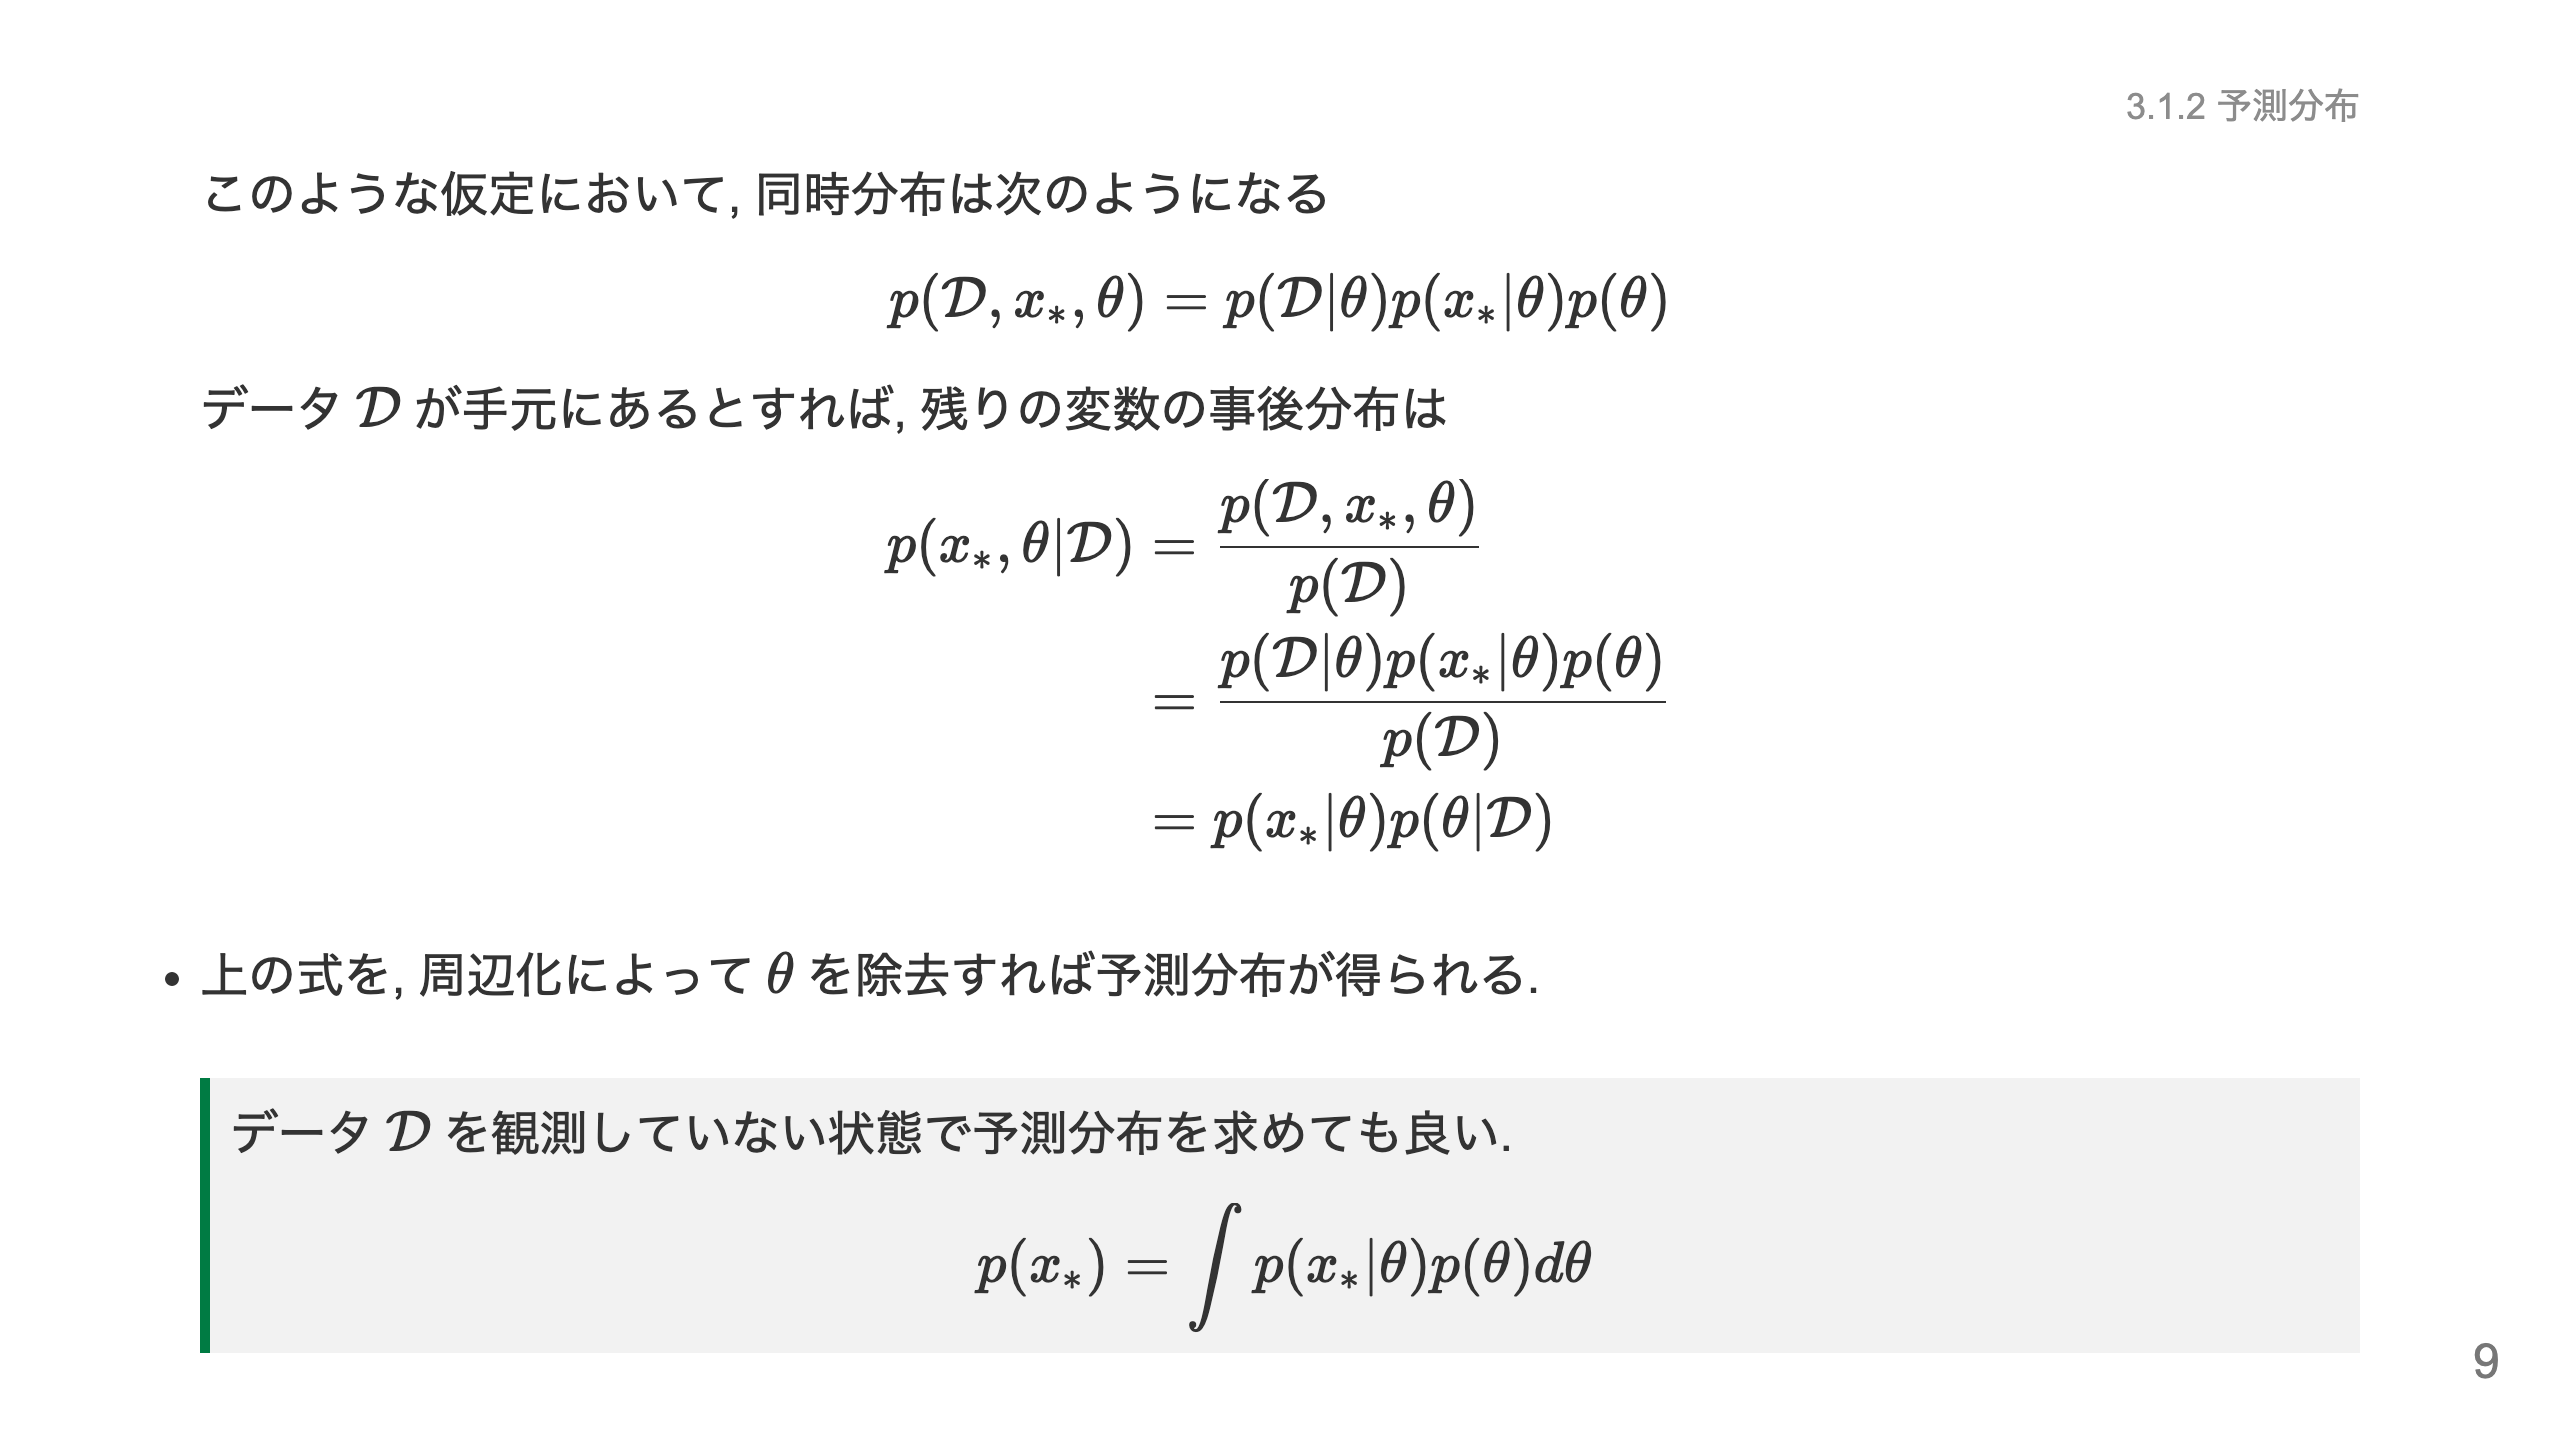 3.1.2 予測分布
このような仮定において, 同時分布は次のようになる
p(𝒟, x_*, θ) = p(𝒟|θ)p(x_*|θ)p(θ)
データ 𝒟 が手元にあるとすれば, 残りの変数の事後分布は
p(x_*, θ|𝒟) = \frac{p(𝒟, x_*, θ)}{p(𝒟)}
= \frac{p(𝒟|θ)p(x_*|θ)p(θ)}{p(𝒟)}
= p(x_*|θ)p(θ|𝒟)
• 上の式を, 周辺化によって θ を除去すれば予測分布が得られる.
データ 𝒟 を観測していない状態で予測分布を求めても良い.
p(x_*) = ∫ p(x_*|θ)p(θ)dθ
9